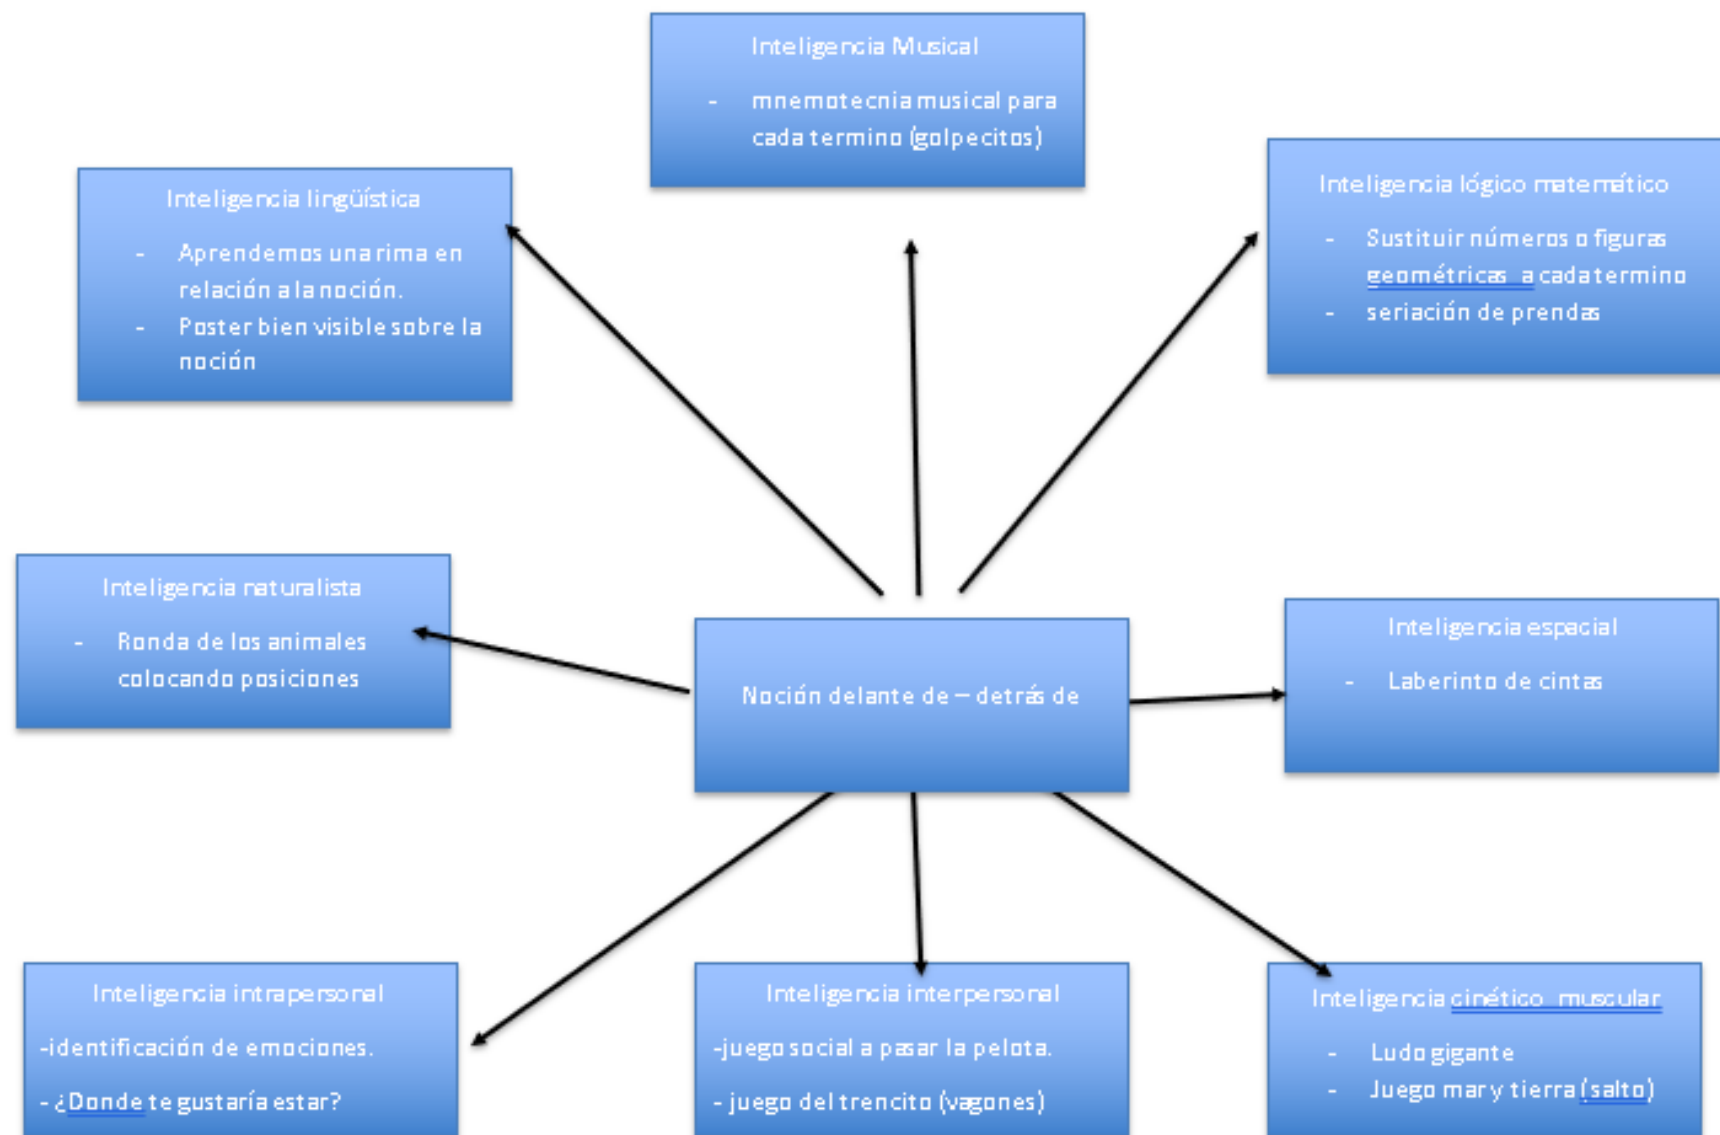 Inteligencia Musical
- mnemotecnia musical para
cada termino (golpecitos)
Inteligencia lingüística
- Aprendemos una rima en
relación a la noción.
- Poster bien visible sobre la
noción
Inteligencia lógico matemático
- Sustituir números o figuras
geométricas a cada termino
- seriación de prendas
Inteligencia naturalista
- Ronda de los animales
colocando posiciones
Noción delante de – detrás de
Inteligencia espacial
- Laberinto de cintas
Inteligencia intrapersonal
-identificación de emociones.
- ¿Donde te gustaría estar?
Inteligencia interpersonal
-juego social a pasar la pelota.
- juego del trencito (vagones)
Inteligencia cinético muscular
- Ludo gigante
- Juego mar y tierra (salto)